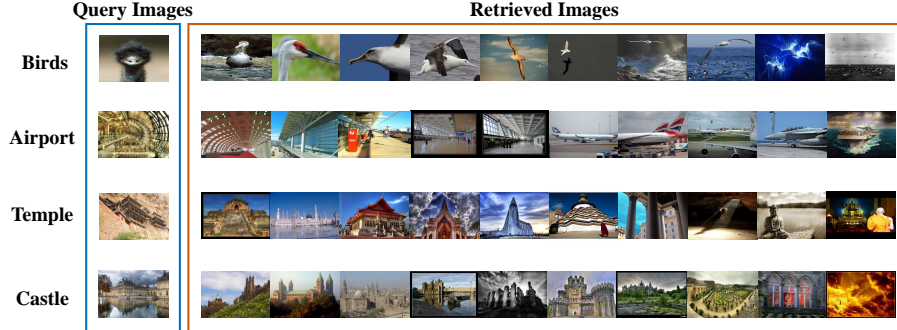 Query Images
Retrieved Images
Birds
Airport
Temple
Castle